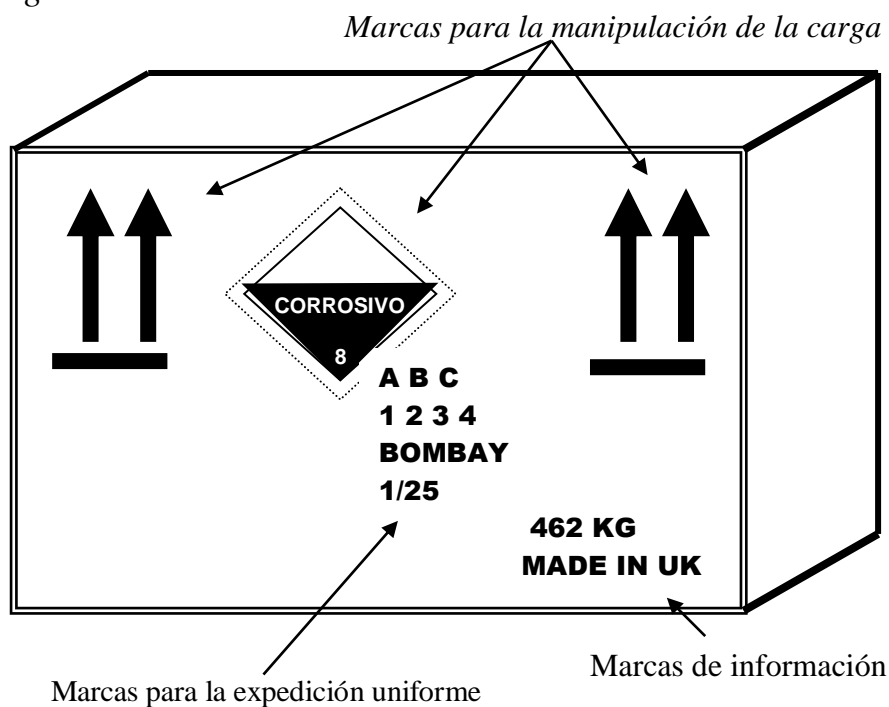 Marcas para la manipulación de la carga
CORROSIVO
8
A B C
1 2 3 4
BOMBAY
1/25
462 KG
MADE IN UK
Marcas de información
Marcas para la expedición uniforme